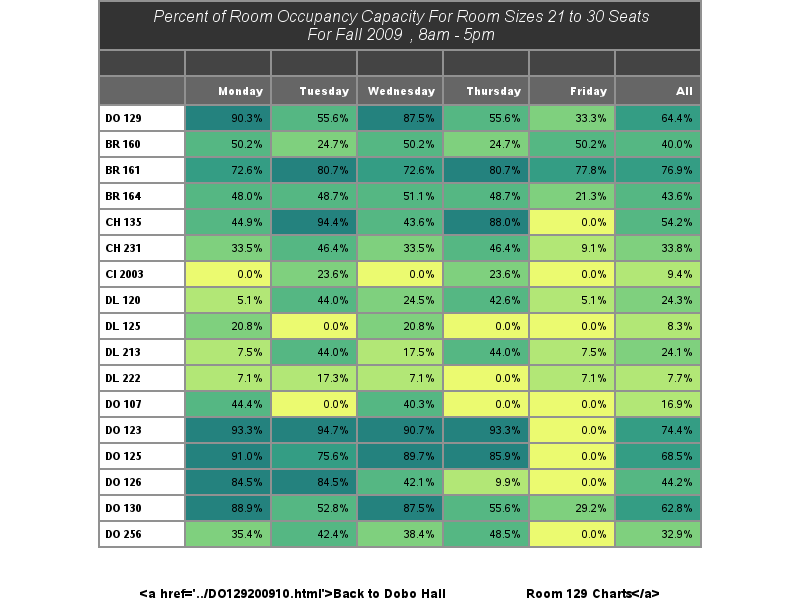 Percent of Room Occupancy Capacity For Room Sizes 21 to 30 Seats
For Fall 2009 , 8am - 5pm
Monday Tuesday Wednesday Thursday Friday All
DO 129 90.3% 55.6% 87.5% 55.6% 33.3% 64.4%
BR 160 50.2% 24.7% 50.2% 24.7% 50.2% 40.0%
BR 161 72.6% 80.7% 72.6% 80.7% 77.8% 76.9%
BR 164 48.0% 48.7% 51.1% 48.7% 21.3% 43.6%
CH 135 44.9% 94.4% 43.6% 88.0% 0.0% 54.2%
CH 231 33.5% 46.4% 33.5% 46.4% 9.1% 33.8%
CI 2003 0.0% 23.6% 0.0% 23.6% 0.0% 9.4%
DL 120 5.1% 44.0% 24.5% 42.6% 5.1% 24.3%
DL 125 20.8% 0.0% 20.8% 0.0% 0.0% 8.3%
DL 213 7.5% 44.0% 17.5% 44.0% 7.5% 24.1%
DL 222 7.1% 17.3% 7.1% 0.0% 7.1% 7.7%
DO 107 44.4% 0.0% 40.3% 0.0% 0.0% 16.9%
DO 123 93.3% 94.7% 90.7% 93.3% 0.0% 74.4%
DO 125 91.0% 75.6% 89.7% 85.9% 0.0% 68.5%
DO 126 84.5% 84.5% 42.1% 9.9% 0.0% 44.2%
DO 130 88.9% 52.8% 87.5% 55.6% 29.2% 62.8%
DO 256 35.4% 42.4% 38.4% 48.5% 0.0% 32.9%
<a href='../DO129200910.html'>Back to Dobo Hall Room 129 Charts</a>